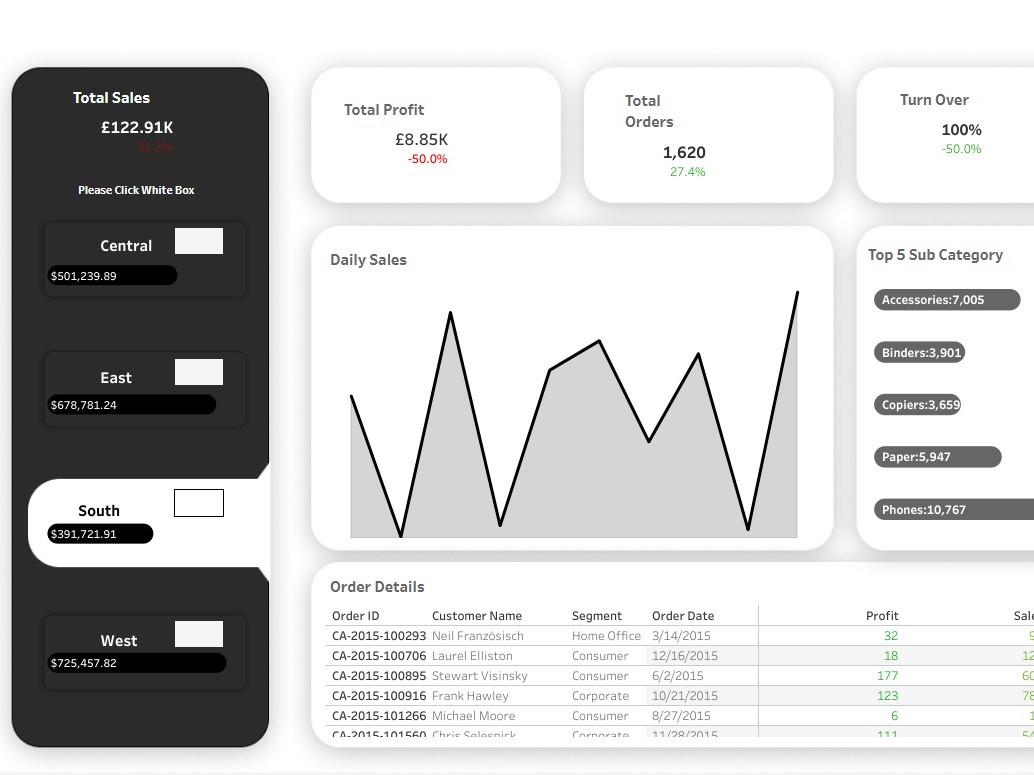 Total Sales
£122.91K
31.3%
Please Click White Box
Central
$501,239.89
East
$678,781.24
South
$391,721.91
West
$725,457.82
Total Profit
£8.85K
-50.0%
Total
Orders
1,620
27.4%
Turn Over
100%
-50.0%
Daily Sales
Top 5 Sub Category
Accessories:7,005
Binders:3,901
Copiers:3,659
Paper:5,947
Phones:10,767
Order Details
Order ID Customer Name Segment Order Date Profit Sale
CA-2015-100293 Neil Französisch Home Office 3/14/2015 32 9
CA-2015-100706 Laurel Elliston Consumer 12/16/2015 18 12
CA-2015-100895 Stewart Visinsky Consumer 6/2/2015 177 60
CA-2015-100916 Frank Hawley Corporate 10/21/2015 123 78
CA-2015-101266 Michael Moore Consumer 8/27/2015 6 1
CA-2015-101560 Chris Selesnick Corporate 11/28/2015 111 54